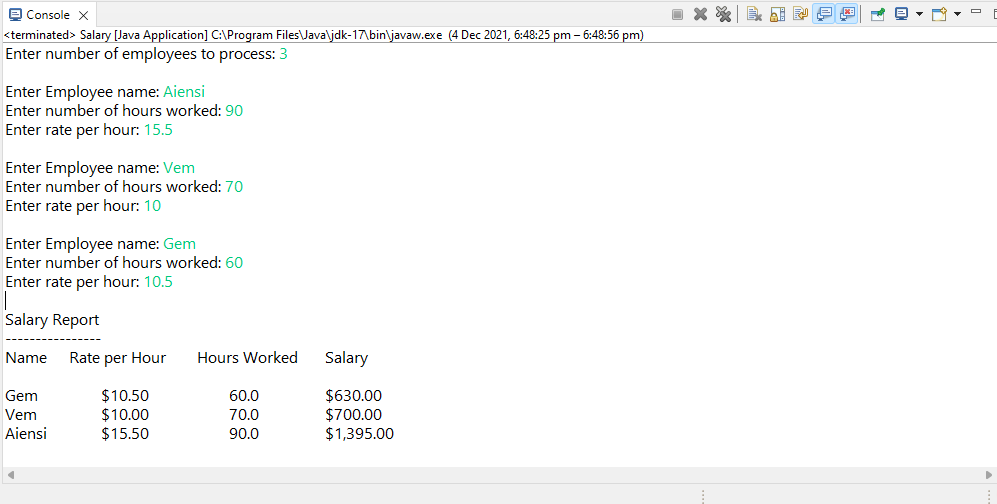 Console
<terminated> Salary [Java Application] C:\Program Files\Java\jdk-17\bin\javaw.exe (4 Dec 2021, 6:48:25 pm – 6:48:56 pm)
Enter number of employees to process: 3
Enter Employee name: Aiensi
Enter number of hours worked: 90
Enter rate per hour: 15.5
Enter Employee name: Vem
Enter number of hours worked: 70
Enter rate per hour: 10
Enter Employee name: Gem
Enter number of hours worked: 60
Enter rate per hour: 10.5
Salary Report
----------------
Name Rate per Hour Hours Worked Salary
Gem $10.50 60.0 $630.00
Vem $10.00 70.0 $700.00
Aiensi $15.50 90.0 $1,395.00